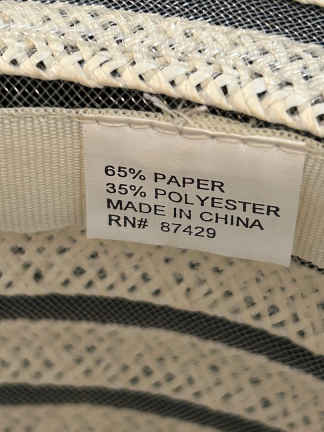 65% PAPER
35% POLYESTER
MADE IN CHINA
RN# 87429